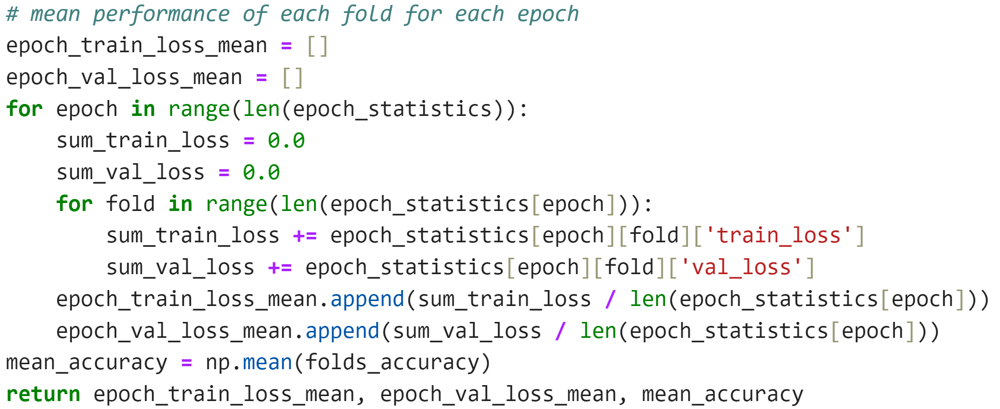 # mean performance of each fold for each epoch
epoch_train_loss_mean = []
epoch_val_loss_mean = []
for epoch in range(len(epoch_statistics)):
    sum_train_loss = 0.0
    sum_val_loss = 0.0
    for fold in range(len(epoch_statistics[epoch])):
        sum_train_loss += epoch_statistics[epoch][fold]['train_loss']
        sum_val_loss += epoch_statistics[epoch][fold]['val_loss']
    epoch_train_loss_mean.append(sum_train_loss / len(epoch_statistics[epoch]))
    epoch_val_loss_mean.append(sum_val_loss / len(epoch_statistics[epoch]))
mean_accuracy = np.mean(folds_accuracy)
return epoch_train_loss_mean, epoch_val_loss_mean, mean_accuracy